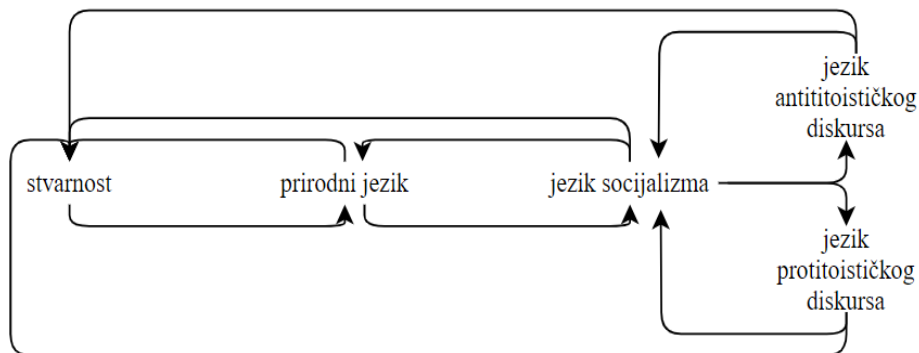 jezik
antititoističkog
diskursa
stvarnost
prirodni jezik
jezik socijalizma
jezik
protitoističkog
diskursa